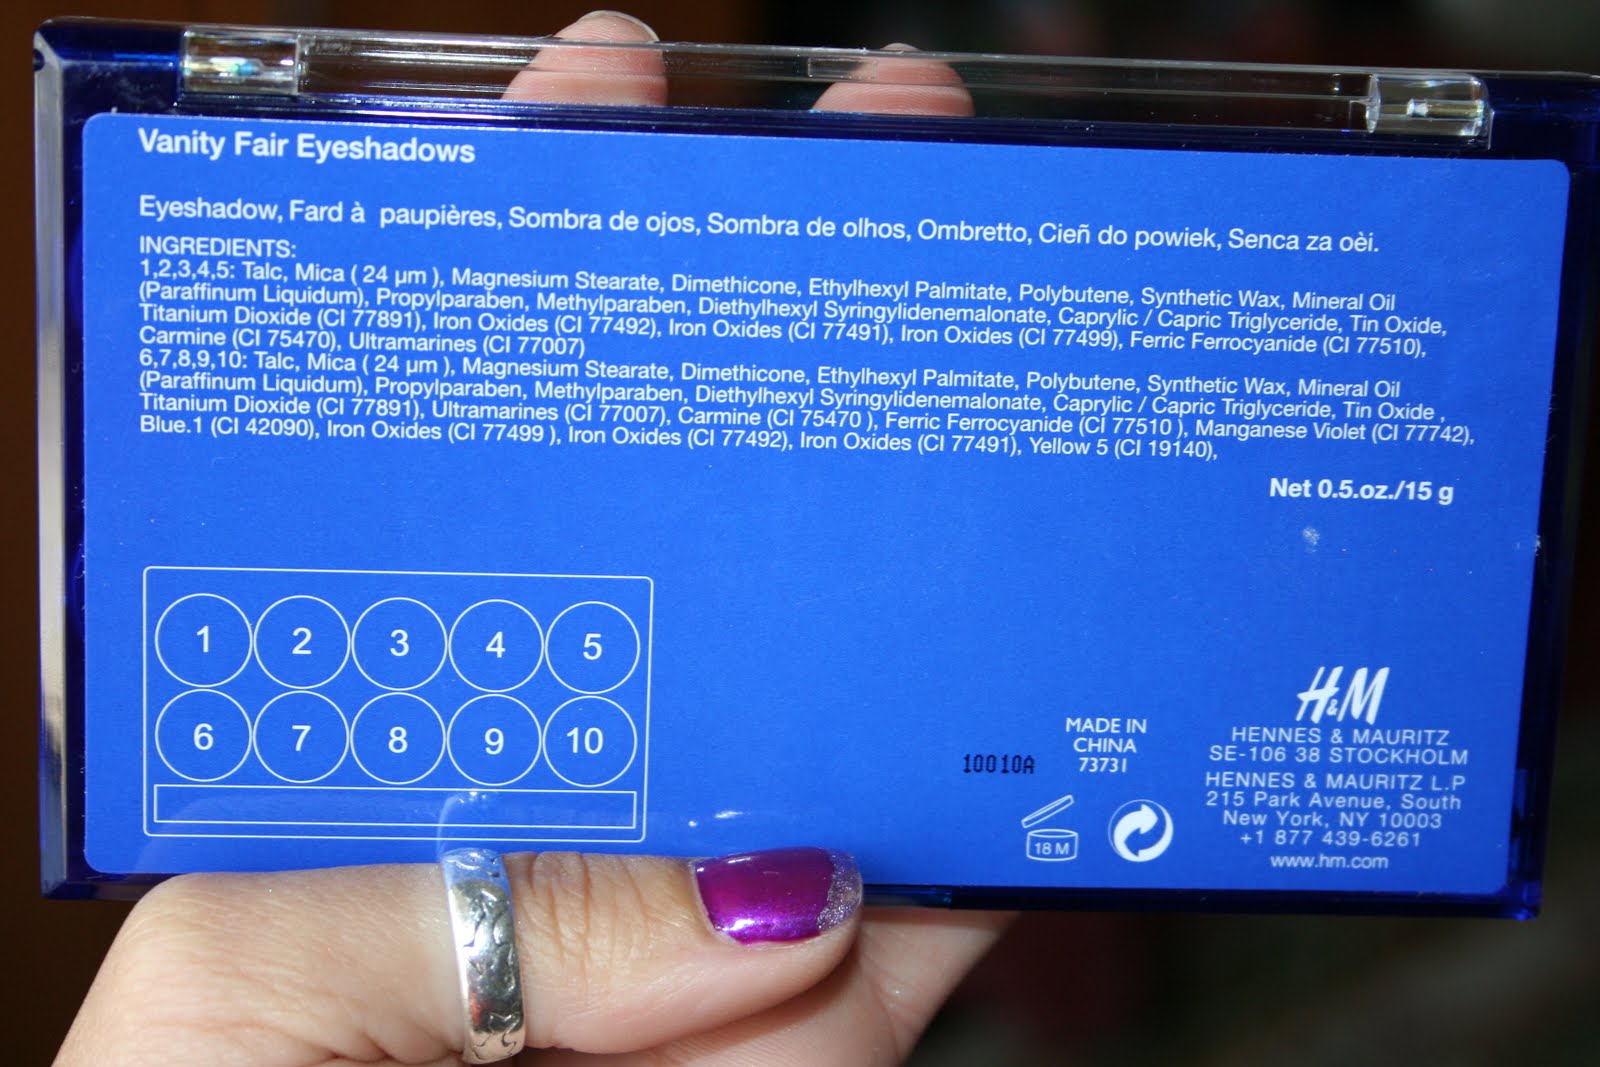 Vanity Fair Eyeshadows
Eyeshadow, Fard à paupières, Sombra de ojos, Sombra de olhos, Ombretto, Cieñ do powiek, Senca za oèi.
INGREDIENTS:
1,2,3,4,5: Talc, Mica ( 24 µm ), Magnesium Stearate, Dimethicone, Ethylhexyl Palmitate, Polybutene, Synthetic Wax, Mineral Oil
(Paraffinum Liquidum), Propylparaben, Methylparaben, Diethylhexyl Syringylidenemalonate, Caprylic / Capric Triglyceride, Tin Oxide,
Titanium Dioxide (CI 77891), Iron Oxides (CI 77492), Iron Oxides (CI 77491), Iron Oxides (CI 77499), Ferric Ferrocyanide (CI 77510),
Carmine (CI 75470), Ultramarines (CI 77007)
6,7,8,9,10: Talc, Mica ( 24 µm ), Magnesium Stearate, Dimethicone, Ethylhexyl Palmitate, Polybutene, Synthetic Wax, Mineral Oil
(Paraffinum Liquidum), Propylparaben, Methylparaben, Diethylhexyl Syringylidenemalonate, Caprylic / Capric Triglyceride, Tin Oxide ,
Titanium Dioxide (CI 77891), Ultramarines (CI 77007), Carmine (CI 75470 ), Ferric Ferrocyanide (CI 77510 ), Manganese Violet (CI 77742),
Blue.1 (CI 42090), Iron Oxides (CI 77499 ), Iron Oxides (CI 77492), Iron Oxides (CI 77491), Yellow 5 (CI 19140),
Net 0.5.oz./15 g
1 2 3 4 5
6 7 8 9 10
10010A
MADE IN
CHINA
73731
18 M
H&M
HENNES & MAURITZ
SE-106 38 STOCKHOLM
HENNES & MAURITZ L.P
215 Park Avenue, South
New York, NY 10003
+1 877 439-6261
www.hm.com